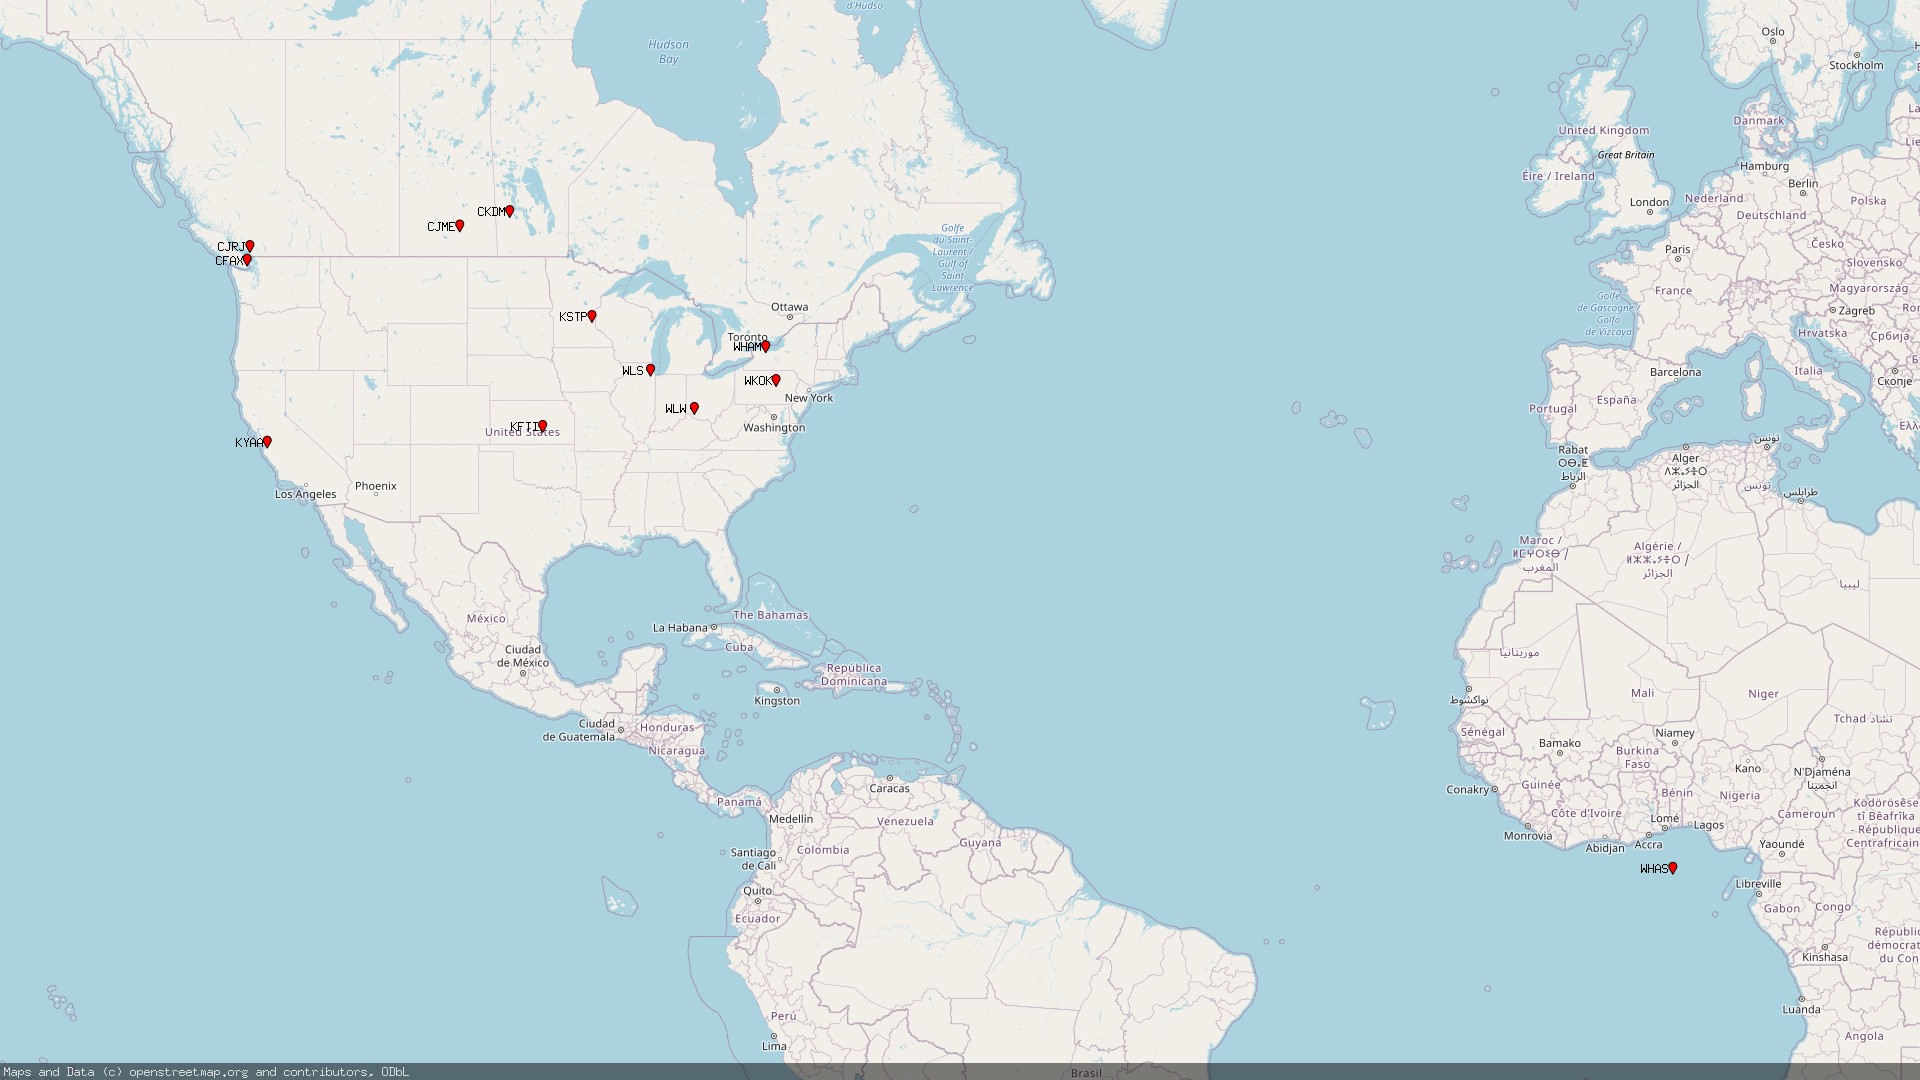 d'Hudso
Hudson
Bay
Oslo
Stockholm
Danmark
United Kingdom
Great Britain
Hamburg
Éire / Ireland
Berlin
Nederland
London
Polska
Deutschland
CKDM
CJME
CJRJ
CFAX
Golfe
du Saint-
Laurent /
Gulf of
Saint
Lawrence
Paris
Česko
Slovensko
France
Magyarország
Golfe
de Gascogne /
Golfo
de Vizcaya
Ottawa
KSTP
Zagreb
Hrvatska
Србија
Toronto
WHAM
WLS
WKOK
Barcelona
Italia
Скопје
New York
España
Portugal
WLW
KFTI
United States
Washington
KYAA
تونس
Rabat
ⵔⴱⴰⵟ
الرباط
Alger
الجزائر
تونس
طرابلس
Los Angeles
Phoenix
Maroc /
المغرب
Algérie /
الجزائر
ليبيا
México
The Bahamas
La Habana
Cuba
Ciudad
de México
República
Dominicana
موريتانيا
Mali
Niger
Kingston
نواكشوط
Tchad تشاد
Ciudad
de Guatemala
Honduras
Nicaragua
Sénégal
Bamako
Niamey
Burkina
Faso
Kano
N'Djaména
انجمينا
Caracas
Conakry
Guinée
Bénin
Nigeria
Panamá
Medellín
Venezuela
Guyana
Côte d'Ivoire
Lomé
Lagos
Cameroun
Ködörösêse
tî Bêafrîka
- République
Centrafricain
Monrovia
Abidjan
Accra
Yaoundé
Santiago
de Cali
Colombia
WHAS
Quito
Libreville
Ecuador
Gabon
Congo
Républi
démocrat
du Con
Kinshasa
Luanda
Perú
Lima
Angola
Brasil
Maps and Data (c) openstreetmap.org and contributors, ODbL